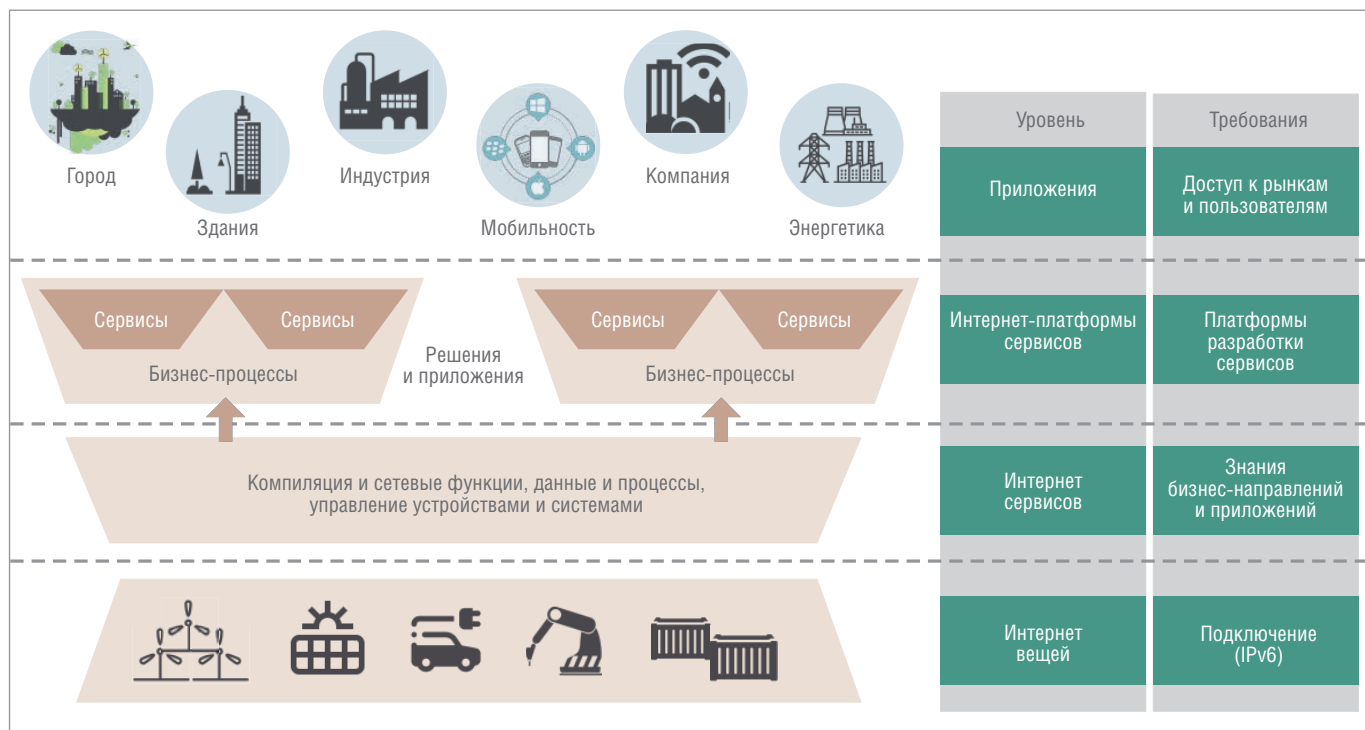 Город
Здания
Индустрия
Мобильность
Компания
Энергетика
Уровень
Требования
Приложения
Доступ к рынкам
и пользователям
Сервисы
Сервисы
Бизнес-процессы
Решения
и приложения
Сервисы
Сервисы
Бизнес-процессы
Интернет-платформы
сервисов
Платформы
разработки
сервисов
Компиляция и сетевые функции, данные и процессы,
управление устройствами и системами
Интернет
сервисов
Знания
бизнес-направлений
и приложений
Интернет
вещей
Подключение
(IPv6)